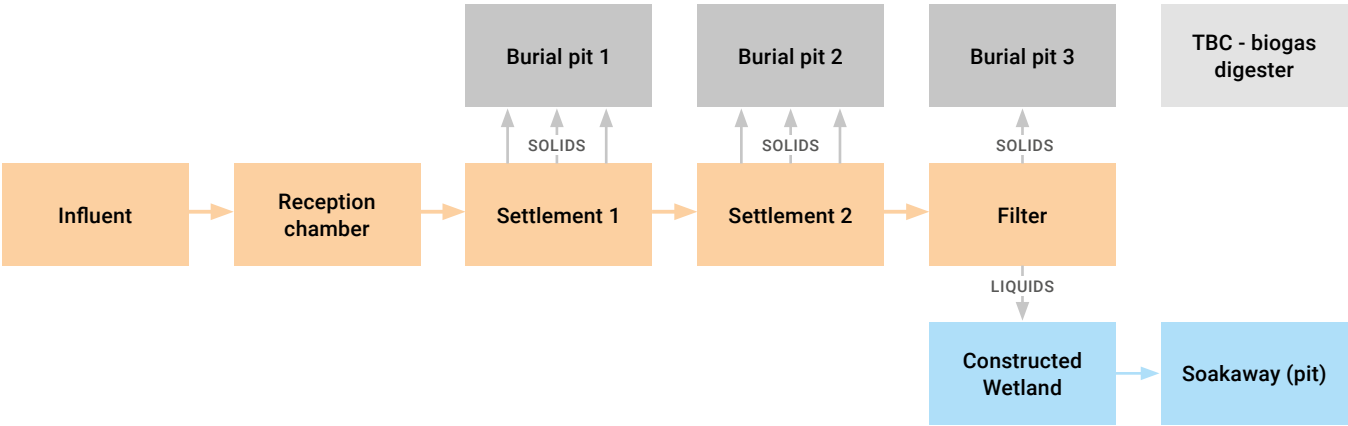 Burial pit 1
Burial pit 2
Burial pit 3
TBC - biogas
digester
SOLIDS
SOLIDS
SOLIDS
Influent
Reception
chamber
Settlement 1
Settlement 2
Filter
LIQUIDS
Constructed
Wetland
Soakaway (pit)